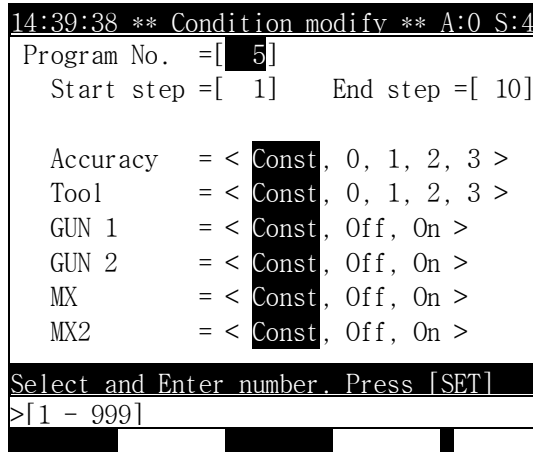 14:39:38 ** Condition modify ** A:0 S:4
Program No. =[ 5]
Start step =[ 1] End step =[ 10]
Accuracy = < Const, 0, 1, 2, 3 >
Tool = < Const, 0, 1, 2, 3 >
GUN 1 = < Const, Off, On >
GUN 2 = < Const, Off, On >
MX = < Const, Off, On >
MX2 = < Const, Off, On >
Select and Enter number. Press [SET]
>[1 - 999]